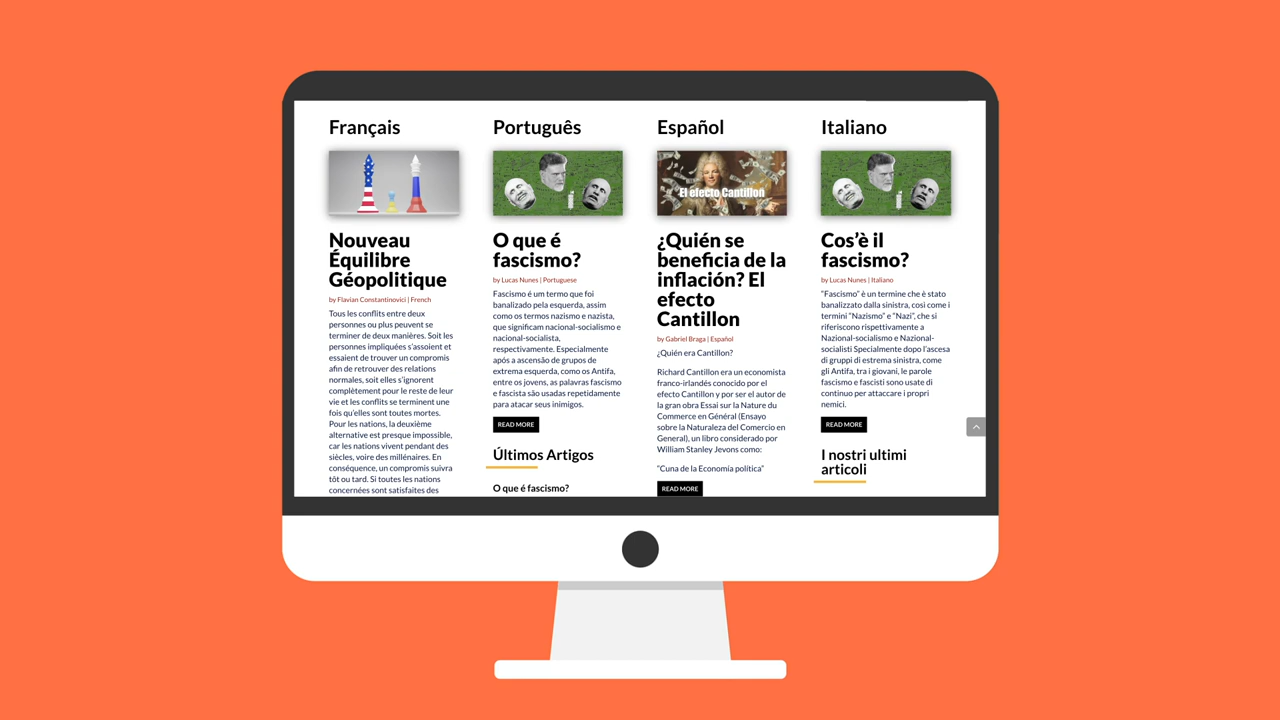 Français
Nouveau
Équilibre
Géopolitique
by Flavian Constantinovici | French
Tous les conflits entre deux
personnes ou plus peuvent se
terminer de deux manières. Soit les
personnes impliquées s'assoient et
essaient de trouver un compromis
afin de retrouver des relations
normales, soit elles s'ignorent
complètement pour le reste de leur
vie et les conflits se terminent une
fois qu'elles sont toutes mortes.
Pour les nations, la deuxième
alternative est presque impossible,
car les nations vivent pendant des
siècles, voire des millénaires. En
conséquence, un compromis suivra
tôt ou tard. Si toutes les nations
concernées sont satisfaites des
Português
O que é
fascismo?
by Lucas Nunes | Portuguese
Fascismo é um termo que foi
banalizado pela esquerda, assim
como os termos nazismo e nazista,
que significam nacional-socialismo e
nacional-socialista,
respectivamente. Especialmente
após a ascensão de grupos de
extrema esquerda, como os Antifa,
entre os jovens, as palavras fascismo
e fascista são usadas repetidamente
para atacar seus inimigos.
READ MORE
Últimos Artigos
O que é fascismo?
Español
El efecto Cantillon
¿Quién se
beneficia de la
inflación? El
efecto
Cantillon
by Gabriel Braga | Español
¿Quién era Cantillon?
Richard Cantillon era un economista
franco-irlandés conocido por el
efecto Cantillon y por ser el autor de
la gran obra Essai sur la Nature du
Commerce en Général (Ensayo
sobre la Naturaleza del Comercio en
General), un libro considerado por
William Stanley Jevons como:
"Cuna de la Economía política"
READ MORE
Italiano
Cos'è il
fascismo?
by Lucas Nunes | Italiano
"Fascismo" è un termine che è stato
banalizzato dalla sinistra, così come i
termini "Nazismo" e "Nazi", che si
riferiscono rispettivamente a
Nazional-socialismo e Nazional-
socialisti Specialmente dopo l'ascesa
di gruppi di estrema sinistra, come
gli Antifa, tra i giovani, le parole
fascismo e fascisti sono usate di
continuo per attaccare i propri
nemici.
READ MORE
I nostri ultimi
articoli